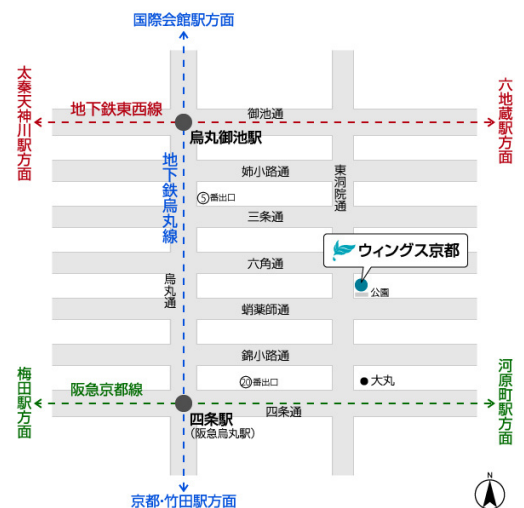 国際会館駅方面
太秦天神川駅方面
地下鉄東西線
御池通
六地蔵駅方面
烏丸御池駅
地下鉄烏丸線
姉小路通
東洞院通
⑤番出口
三条通
ウィングス京都
六角通
烏丸通
公園
蛸薬師通
錦小路通
梅田駅方面
阪急京都線
⑳番出口
大丸
河原町駅方面
四条駅
四条通
(阪急烏丸駅)
京都・竹田駅方面
N